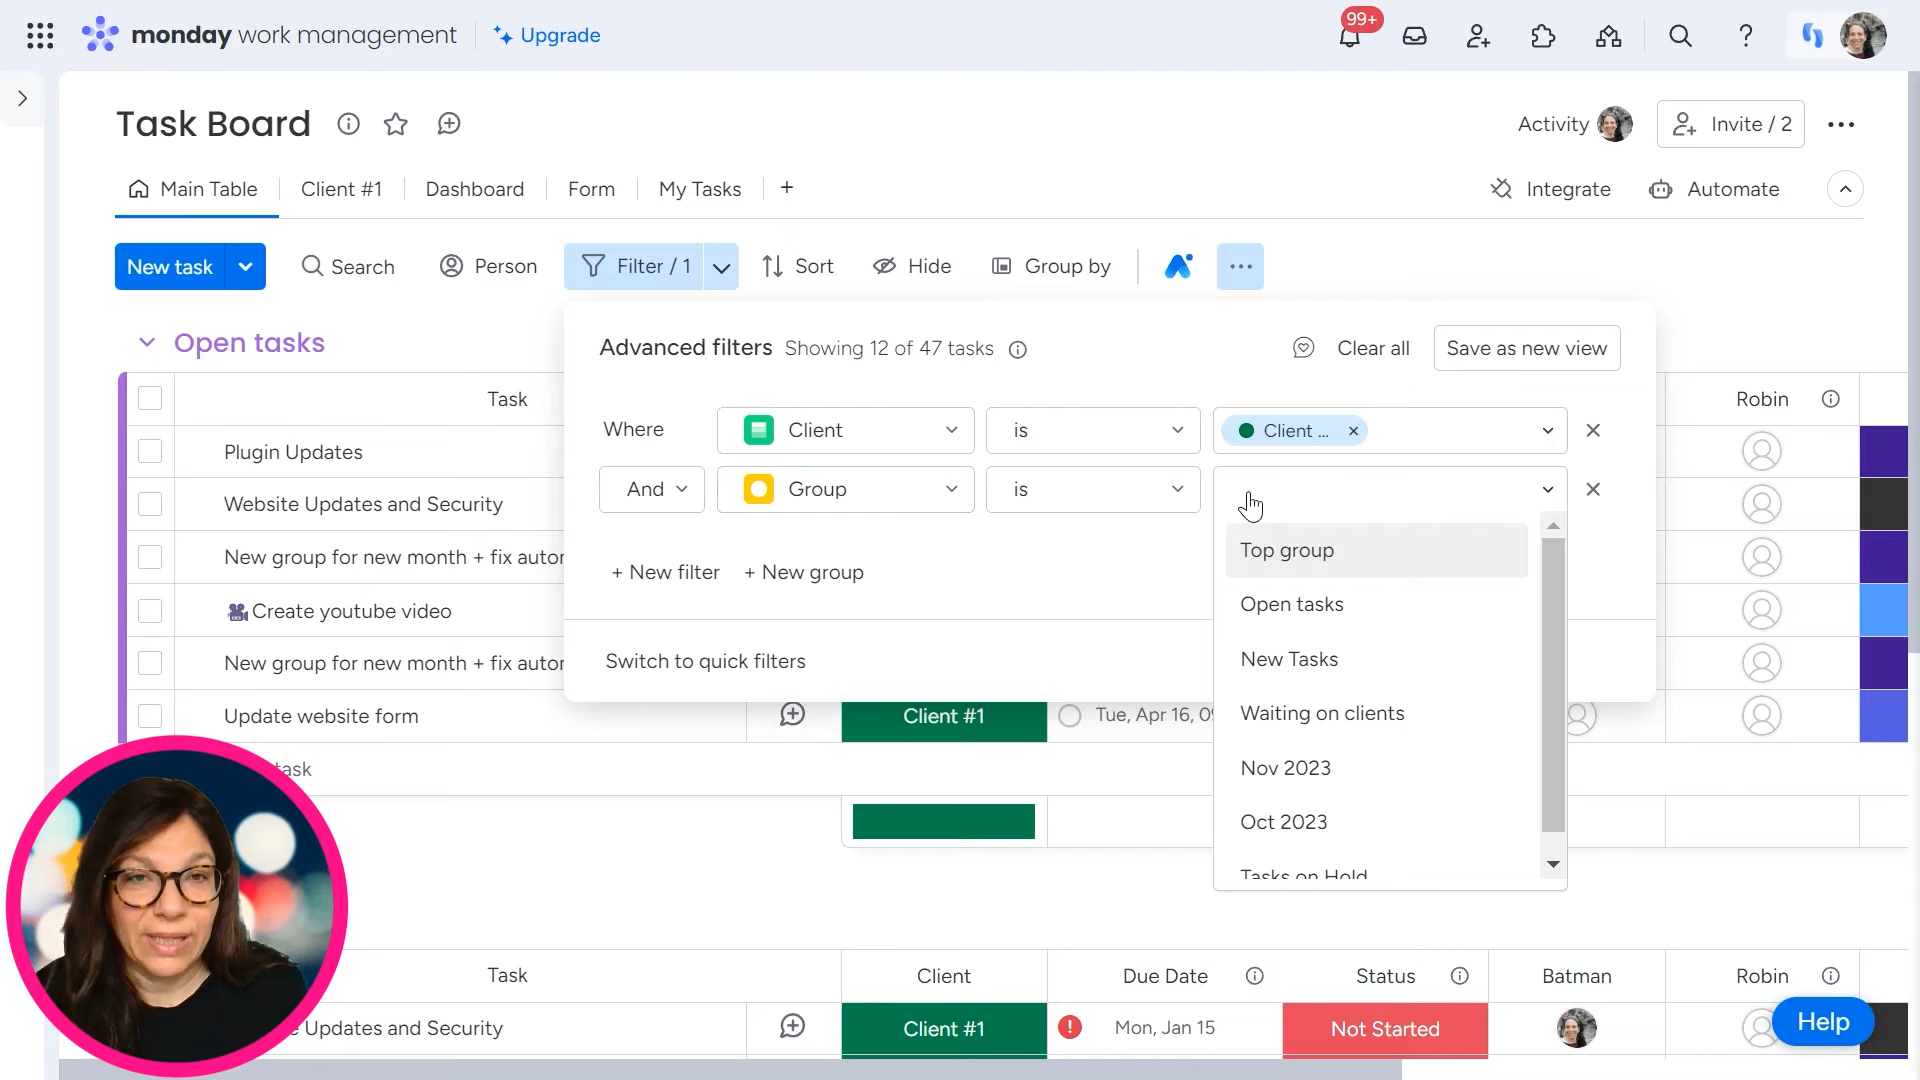 monday work management
Upgrade
99+
Task Board
Activity
Invite / 2
Main Table
Client #1
Dashboard
Form
My Tasks
+
Integrate
Automate
New task
Search
Person
Filter / 1
Sort
Hide
Group by
Open tasks
Advanced filters
Showing 12 of 47 tasks
Clear all
Save as new view
Task
Robin
Where
Client
is
Client ...
And
Group
is
Plugin Updates
Website Updates and Security
New group for new month + fix autor
Create youtube video
New group for new month + fix autor
Update website form
+ New filter
+ New group
Switch to quick filters
Top group
Open tasks
New Tasks
Waiting on clients
Nov 2023
Oct 2023
Tasks on Hold
Client #1
Tue, Apr 16, 09
task
Task
Client
Due Date
Status
Batman
Robin
Updates and Security
Client #1
Mon, Jan 15
Not Started
Help